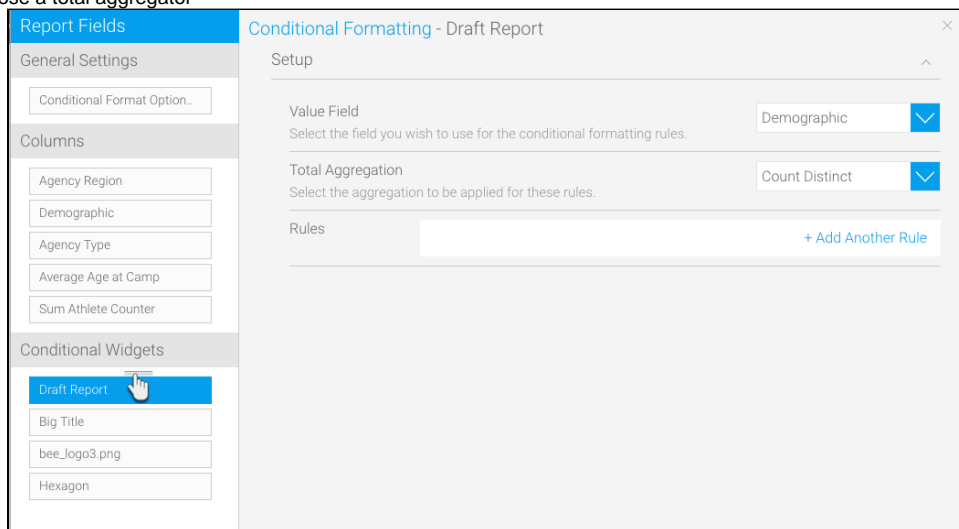 ose a total aggregator
Report Fields
Conditional Formatting - Draft Report
General Settings
Setup
Conditional Format Option..
Value Field
Select the field you wish to use for the conditional formatting rules.
Demographic
Columns
Total Aggregation
Select the aggregation to be applied for these rules.
Count Distinct
Agency Region
Demographic
Agency Type
Average Age at Camp
Sum Athlete Counter
Rules
+ Add Another Rule
Conditional Widgets
Draft Report
Big Title
bee_logo3.png
Hexagon